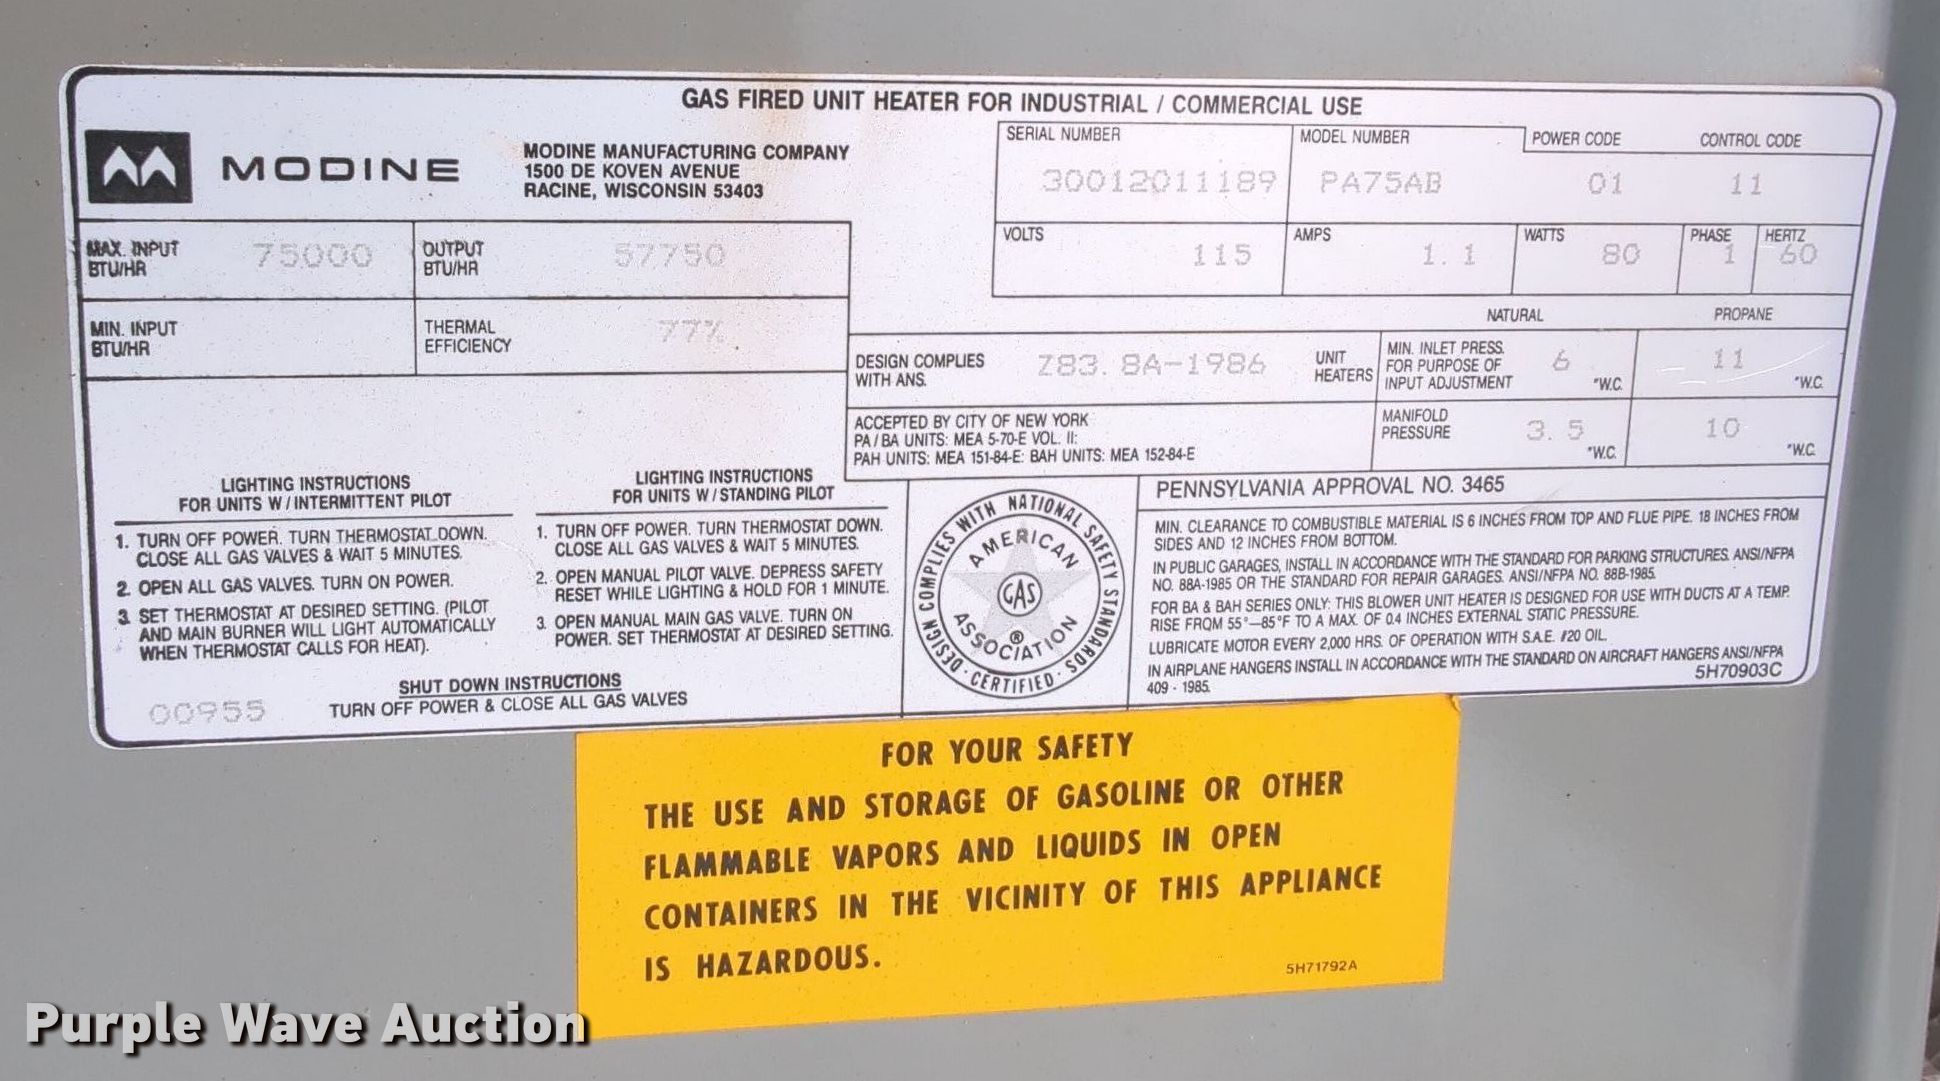 GAS FIRED UNIT HEATER FOR INDUSTRIAL / COMMERCIAL USE
MODINE
MODINE MANUFACTURING COMPANY
1500 DE KOVEN AVENUE
RACINE, WISCONSIN 53403
SERIAL NUMBER
30012011189
MODEL NUMBER
PA75AB
POWER CODE
01
CONTROL CODE
11
VOLTS
115
AMPS
1.1
WATTS
80
PHASE
1
HERTZ
60
MAX. INPUT
BTU/HR
75000
OUTPUT
BTU/HR
57750
MIN. INPUT
BTU/HR
THERMAL
EFFICIENCY
77%
NATURAL
PROPANE
DESIGN COMPLIES
WITH ANS.
Z83.8A-1986
UNIT
HEATERS
MIN. INLET PRESS.
FOR PURPOSE OF
INPUT ADJUSTMENT
6
"W.C.
11
"W.C.
ACCEPTED BY CITY OF NEW YORK
PA / BA UNITS: MEA 5-70-E VOL. II:
PAH UNITS: MEA 151-84-E: BAH UNITS: MEA 152-84-E
MANIFOLD
PRESSURE
3.5
"W.C.
10
"W.C.
LIGHTING INSTRUCTIONS
FOR UNITS W / INTERMITTENT PILOT
1. TURN OFF POWER. TURN THERMOSTAT DOWN.
CLOSE ALL GAS VALVES & WAIT 5 MINUTES.
2. OPEN ALL GAS VALVES. TURN ON POWER.
3. SET THERMOSTAT AT DESIRED SETTING. (PILOT
AND MAIN BURNER WILL LIGHT AUTOMATICALLY
WHEN THERMOSTAT CALLS FOR HEAT).
LIGHTING INSTRUCTIONS
FOR UNITS W / STANDING PILOT
1. TURN OFF POWER. TURN THERMOSTAT DOWN.
CLOSE ALL GAS VALVES & WAIT 5 MINUTES.
2. OPEN MANUAL PILOT VALVE. DEPRESS SAFETY
RESET WHILE LIGHTING & HOLD FOR 1 MINUTE.
3. OPEN MANUAL MAIN GAS VALVE. TURN ON
POWER. SET THERMOSTAT AT DESIRED SETTING.
SHUT DOWN INSTRUCTIONS
TURN OFF POWER & CLOSE ALL GAS VALVES
00955
DESIGN COMPLIES WITH NATIONAL SAFETY STANDARDS · CERTIFIED ·
AMERICAN
GAS
®
ASSOCIATION
PENNSYLVANIA APPROVAL NO. 3465
MIN. CLEARANCE TO COMBUSTIBLE MATERIAL IS 6 INCHES FROM TOP AND FLUE PIPE. 18 INCHES FROM
SIDES AND 12 INCHES FROM BOTTOM.
IN PUBLIC GARAGES, INSTALL IN ACCORDANCE WITH THE STANDARD FOR PARKING STRUCTURES. ANSI/NFPA
NO. 88A-1985 OR THE STANDARD FOR REPAIR GARAGES. ANSI/NFPA NO. 88B-1985.
FOR BA & BAH SERIES ONLY: THIS BLOWER UNIT HEATER IS DESIGNED FOR USE WITH DUCTS AT A TEMP.
RISE FROM 55°–85°F TO A MAX. OF 0.4 INCHES EXTERNAL STATIC PRESSURE.
LUBRICATE MOTOR EVERY 2,000 HRS. OF OPERATION WITH S.A.E. #20 OIL.
IN AIRPLANE HANGERS INSTALL IN ACCORDANCE WITH THE STANDARD ON AIRCRAFT HANGERS ANSI/NFPA
409 - 1985.
5H70903C
FOR YOUR SAFETY
THE USE AND STORAGE OF GASOLINE OR OTHER
FLAMMABLE VAPORS AND LIQUIDS IN OPEN
CONTAINERS IN THE VICINITY OF THIS APPLIANCE
IS HAZARDOUS.
5H71792A
Purple Wave Auction